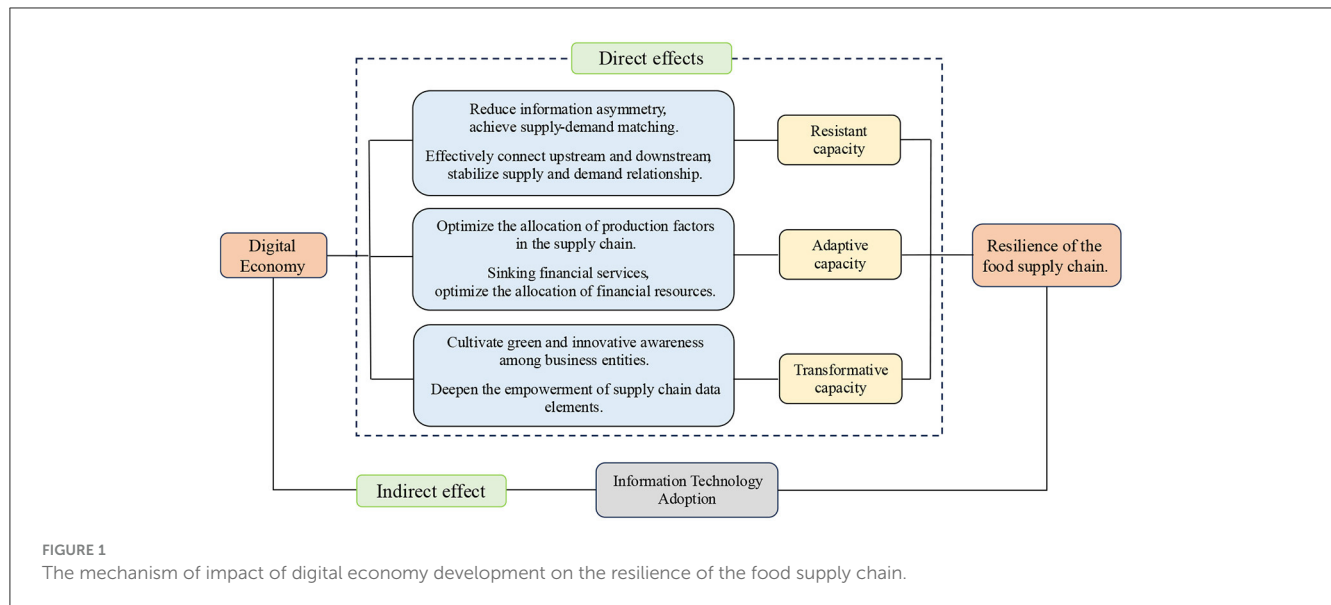 Direct effects
Reduce information asymmetry,
achieve supply-demand matching.
Effectively connect upstream and downstream,
stabilize supply and demand relationship.
Resistant
capacity
Digital
Economy
Optimize the allocation of production factors
in the supply chain.
Sinking financial services,
optimize the allocation of financial resources.
Adaptive
capacity
Resilience of the
food supply chain.
Cultivate green and innovative awareness
among business entities.
Deepen the empowerment of supply chain data
elements.
Transformative
capacity
Indirect effect
Information Technology
Adoption
FIGURE 1
The mechanism of impact of digital economy development on the resilience of the food supply chain.